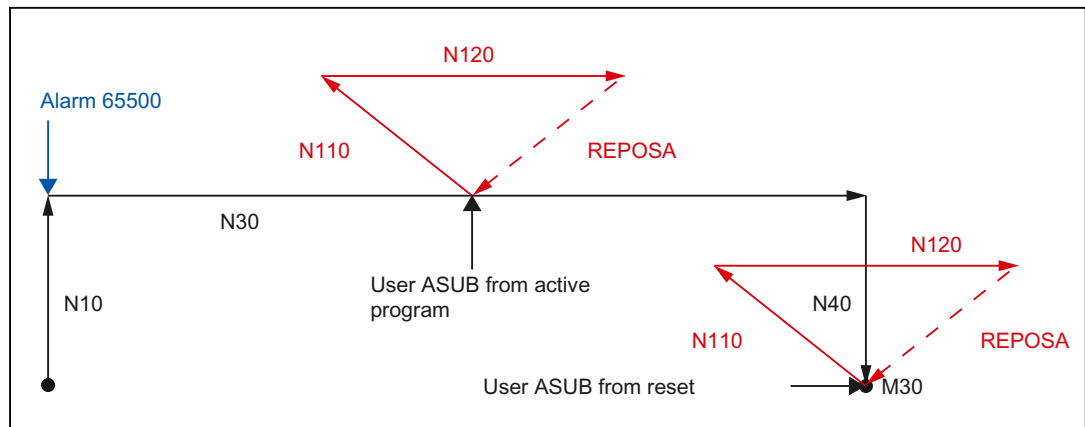 N120
Alarm 65500
N110
REPOSA
N30
User ASUB from active
program
N120
N10
N40
N110
REPOSA
User ASUB from reset
M30